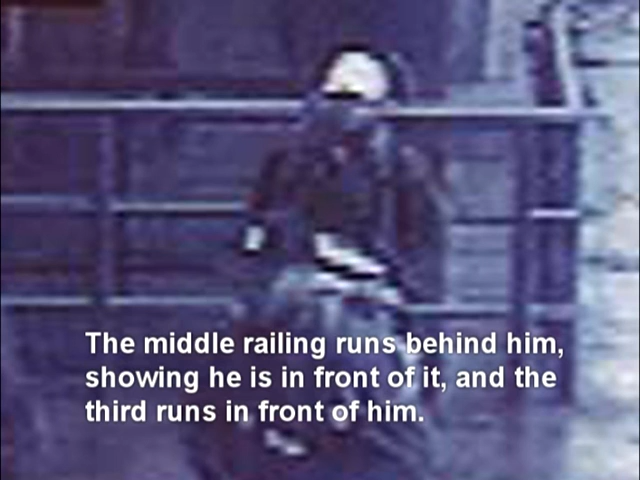 The middle railing runs behind him,
showing he is in front of it, and the
third runs in front of him.